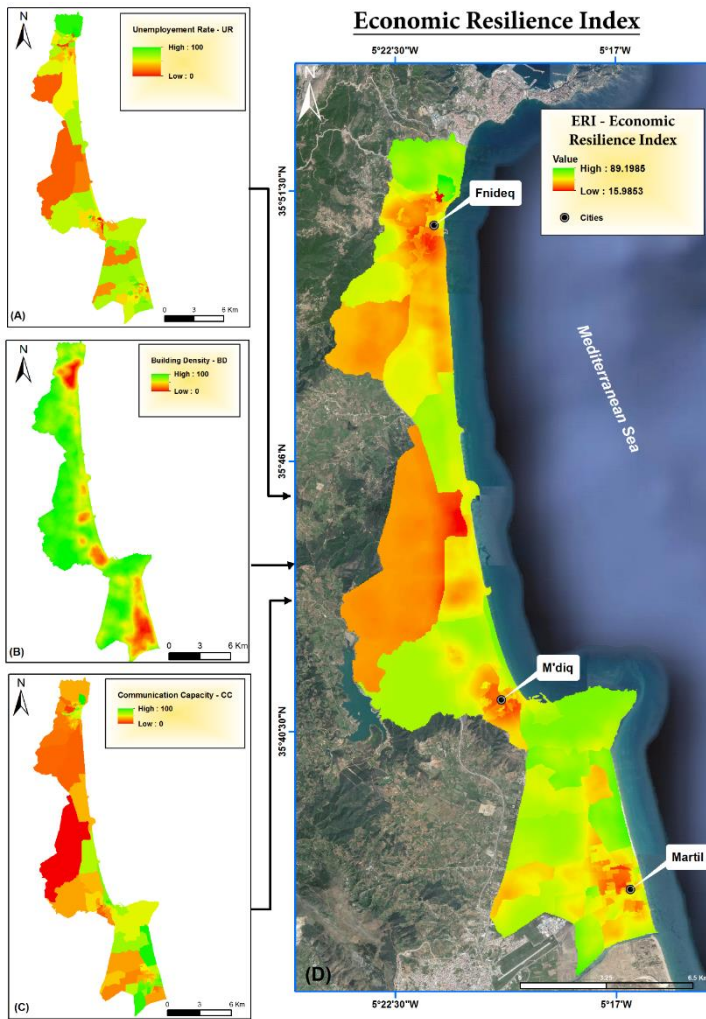 Economic Resilience Index
N
Unemployement Rate - UR
High : 100
Low : 0
0 3 6 Km
(A)
N
Building Density - BD
High : 100
Low : 0
0 3 6 Km
(B)
N
Communication Capacity - CC
High : 100
Low : 0
0 3 6 Km
(C)
5°22'30"W 5°17'W
N
ERI - Economic
Resilience Index
Value
High : 89.1985
Low : 15.9853
Cities
35°51'30"N
Fnideq
Mediterranean Sea
35°46'N
M'diq
35°40'30"N
Martil
(D)
0 3.25 6.5 Km
5°22'30"W 5°17'W